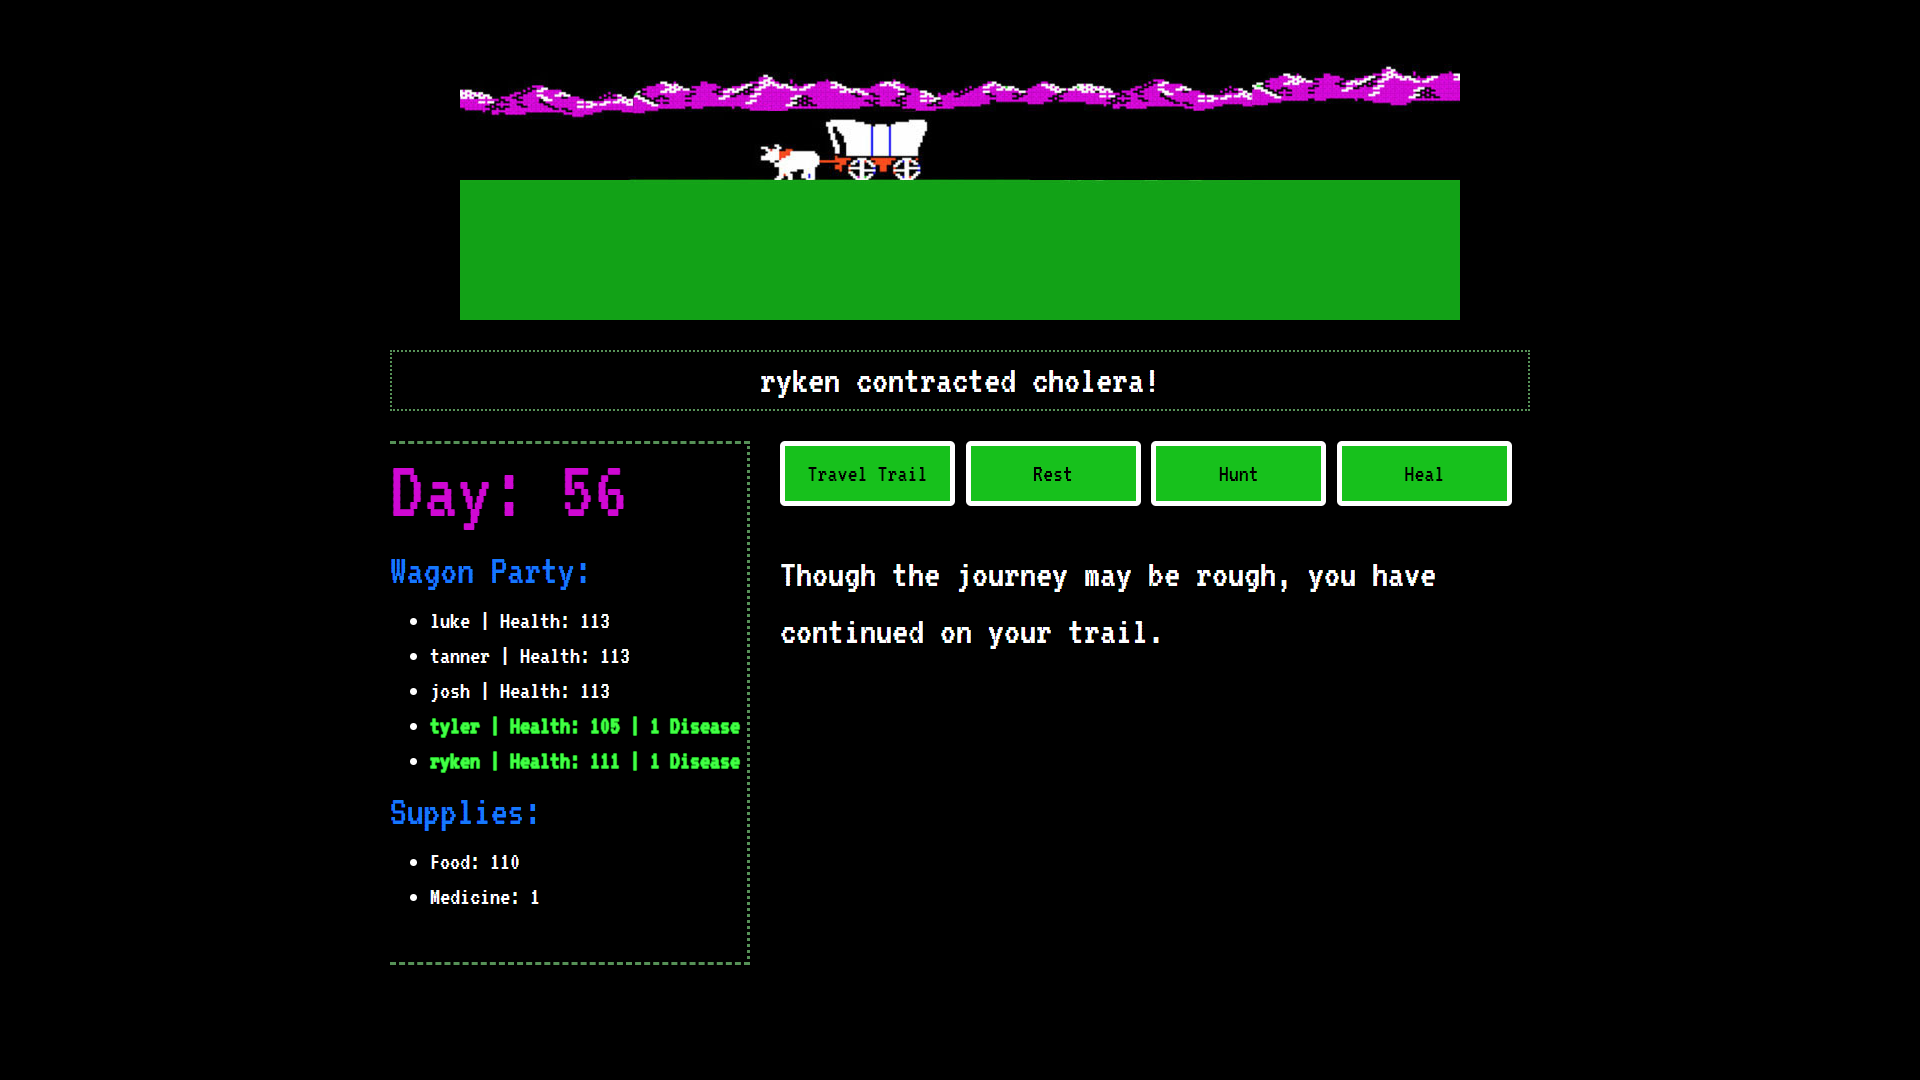 ryken contracted cholera!
Day: 56
Wagon Party:
luke | Health: 113
tanner | Health: 113
josh | Health: 113
tyler | Health: 105 | 1 Disease
ryken | Health: 111 | 1 Disease
Supplies:
Food: 110
Medicine: 1
Travel Trail
Rest
Hunt
Heal
Though the journey may be rough, you have
continued on your trail.